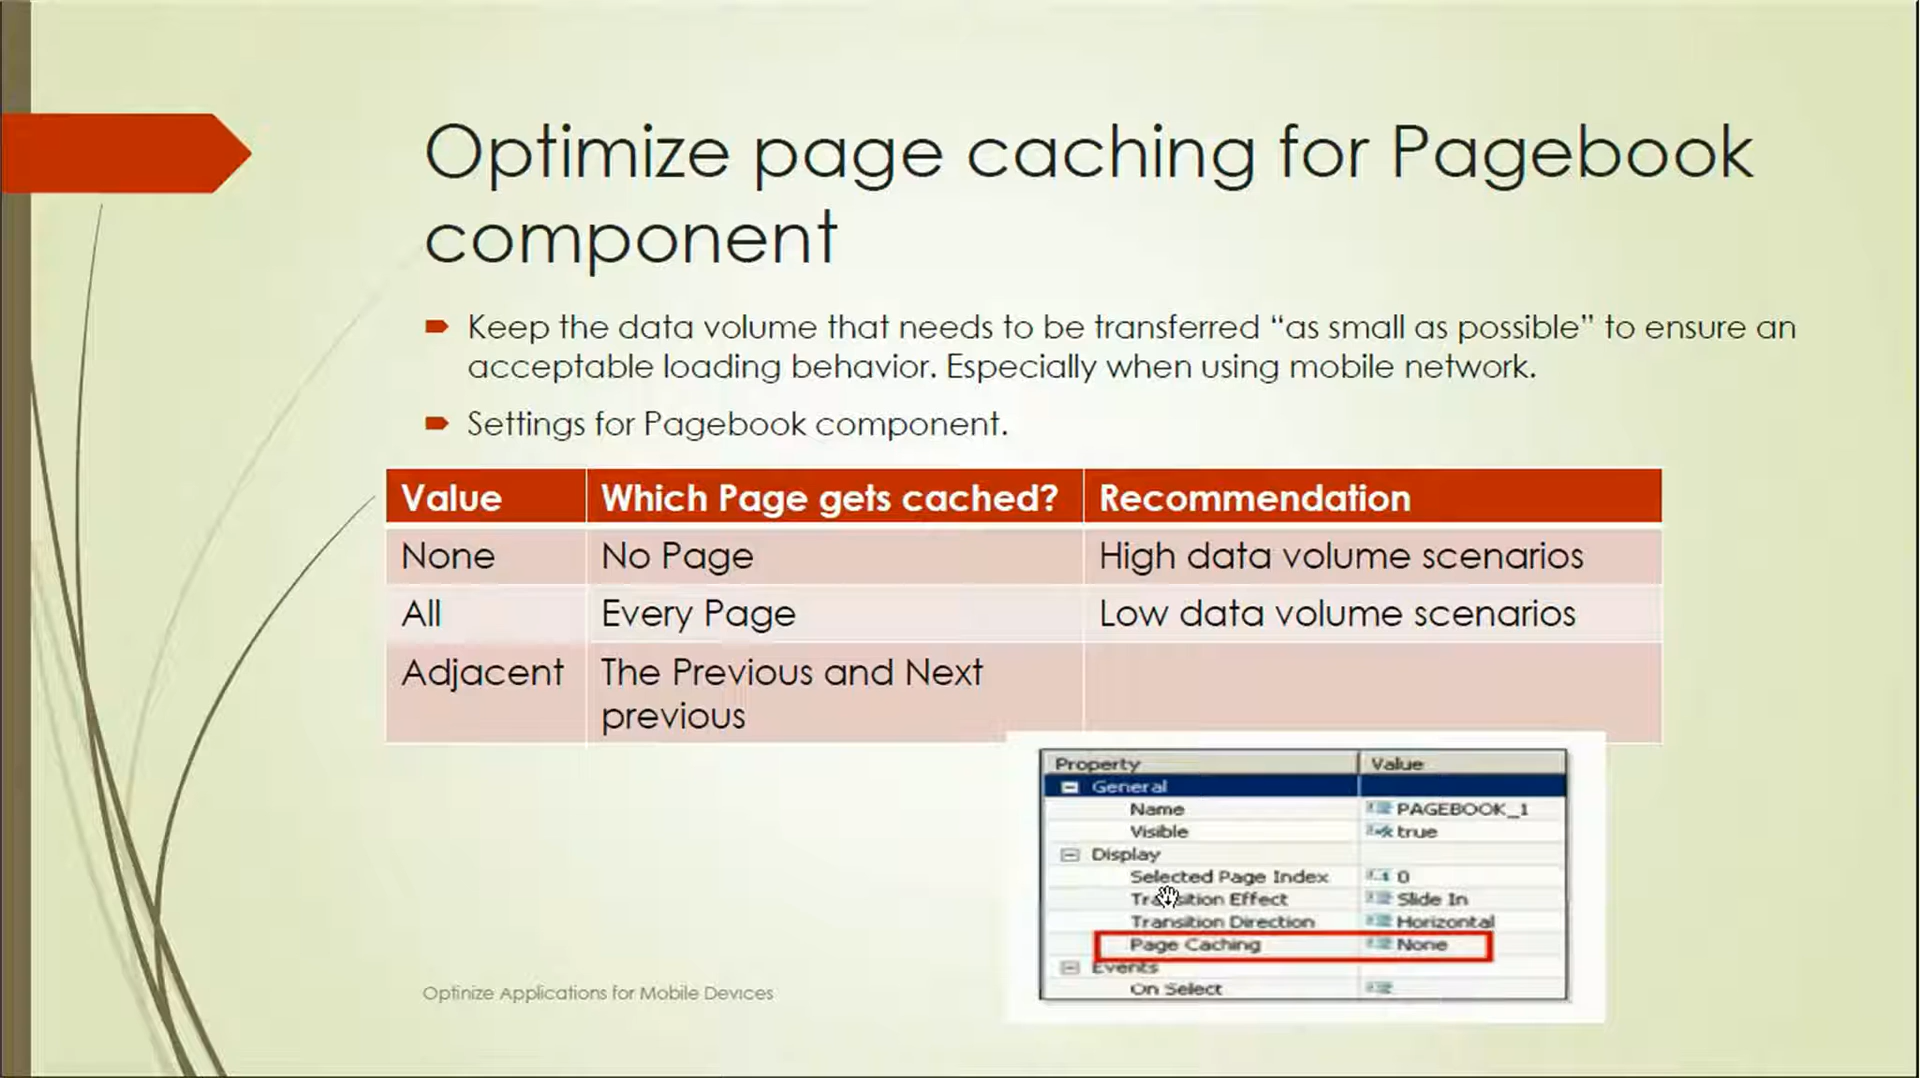 Optimize page caching for Pagebook
component
Keep the data volume that needs to be transferred “as small as possible” to ensure an
acceptable loading behavior. Especially when using mobile network.
Settings for Pagebook component.
Value Which Page gets cached? Recommendation
None No Page High data volume scenarios
All Every Page Low data volume scenarios
Adjacent The Previous and Next
previous
Property Value
General
Name PAGEBOOK_1
Visible true
Display
Selected Page Index 0
Transition Effect Slide In
Transition Direction Horizontal
Page Caching None
Events
On Select
Optinize Applications for Mobile Devices